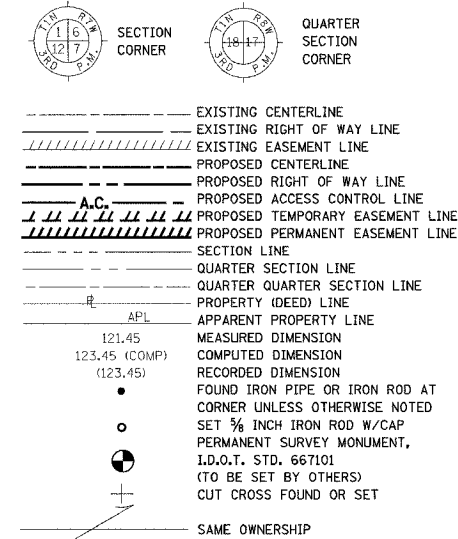 T1N R7W
1 6
12 7
3RD P.M.
SECTION
CORNER
T1N R8W
18 17
3RD P.M.
QUARTER
SECTION
CORNER
EXISTING CENTERLINE
EXISTING RIGHT OF WAY LINE
EXISTING EASEMENT LINE
PROPOSED CENTERLINE
PROPOSED RIGHT OF WAY LINE
A.C. PROPOSED ACCESS CONTROL LINE
PROPOSED TEMPORARY EASEMENT LINE
PROPOSED PERMANENT EASEMENT LINE
SECTION LINE
QUARTER SECTION LINE
QUARTER QUARTER SECTION LINE
PL PROPERTY (DEED) LINE
APL APPARENT PROPERTY LINE
121.45 MEASURED DIMENSION
123.45 (COMP) COMPUTED DIMENSION
(123.45) RECORDED DIMENSION
FOUND IRON PIPE OR IRON ROD AT
CORNER UNLESS OTHERWISE NOTED
SET 5/8 INCH IRON ROD W/CAP
PERMANENT SURVEY MONUMENT,
I.D.O.T. STD. 667101
(TO BE SET BY OTHERS)
CUT CROSS FOUND OR SET
SAME OWNERSHIP